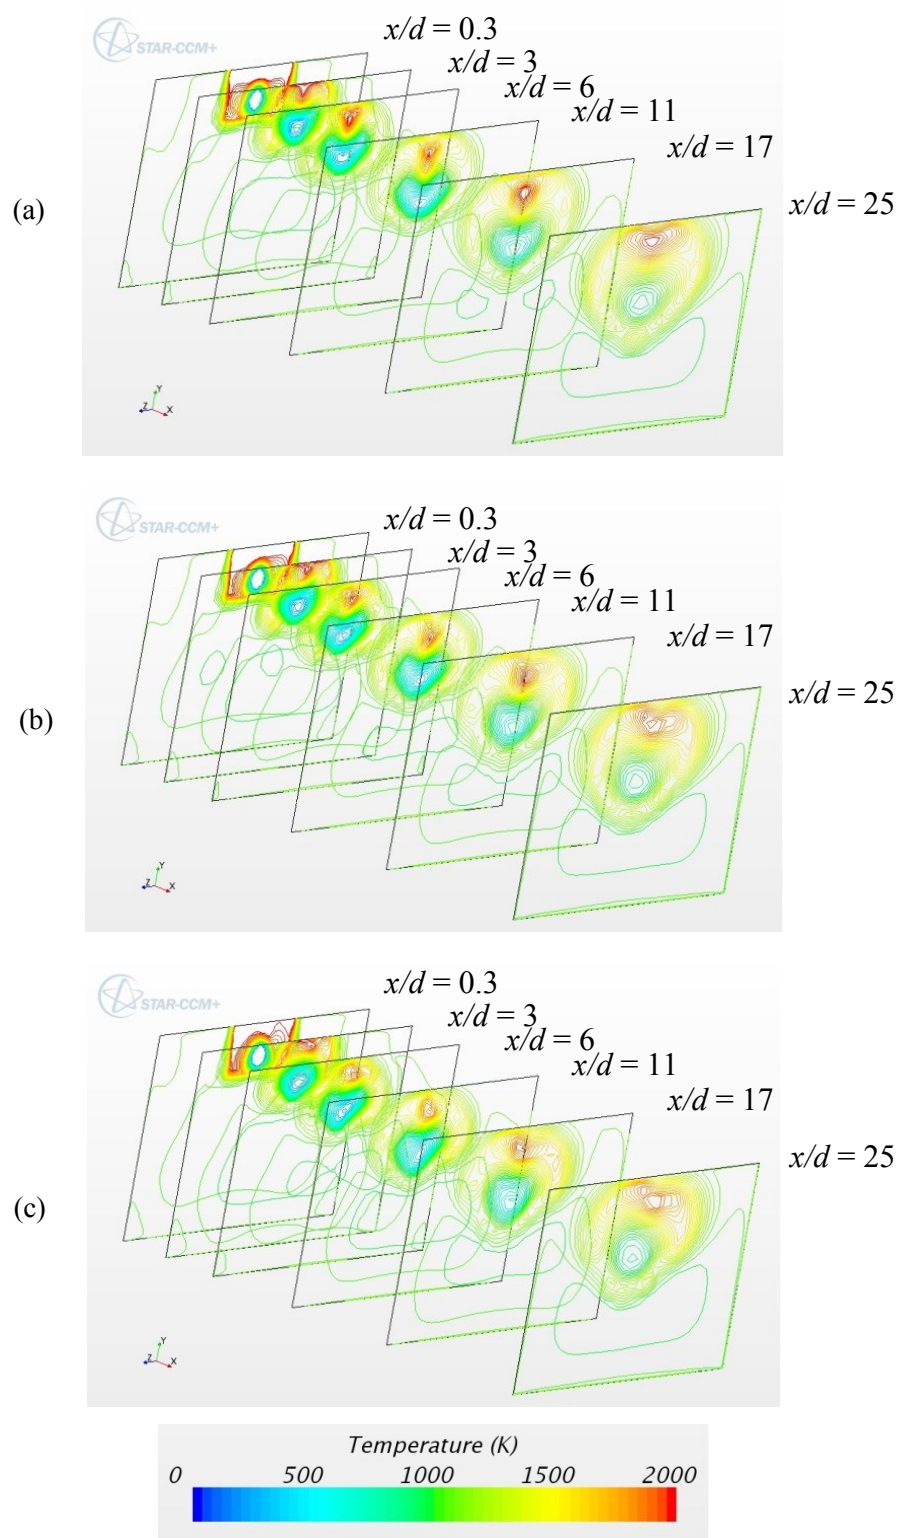 STAR-CCM+
x/d = 0.3
x/d = 3
x/d = 6
x/d = 11
x/d = 17
x/d = 25
(a)
Y
Z X
STAR-CCM+
x/d = 0.3
x/d = 3
x/d = 6
x/d = 11
x/d = 17
x/d = 25
(b)
Y
Z X
STAR-CCM+
x/d = 0.3
x/d = 3
x/d = 6
x/d = 11
x/d = 17
x/d = 25
(c)
Y
Z X
Temperature (K)
0 500 1000 1500 2000